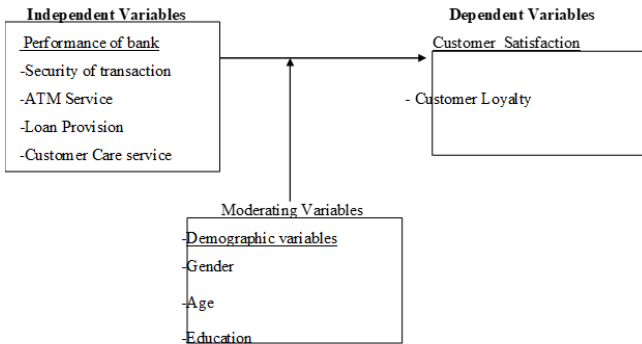 Independent Variables
Performance of bank
-Security of transaction
-ATM Service
-Loan Provision
-Customer Care service
Dependent Variables
Customer Satisfaction
- Customer Loyalty
Moderating Variables
-Demographic variables
-Gender
-Age
-Education